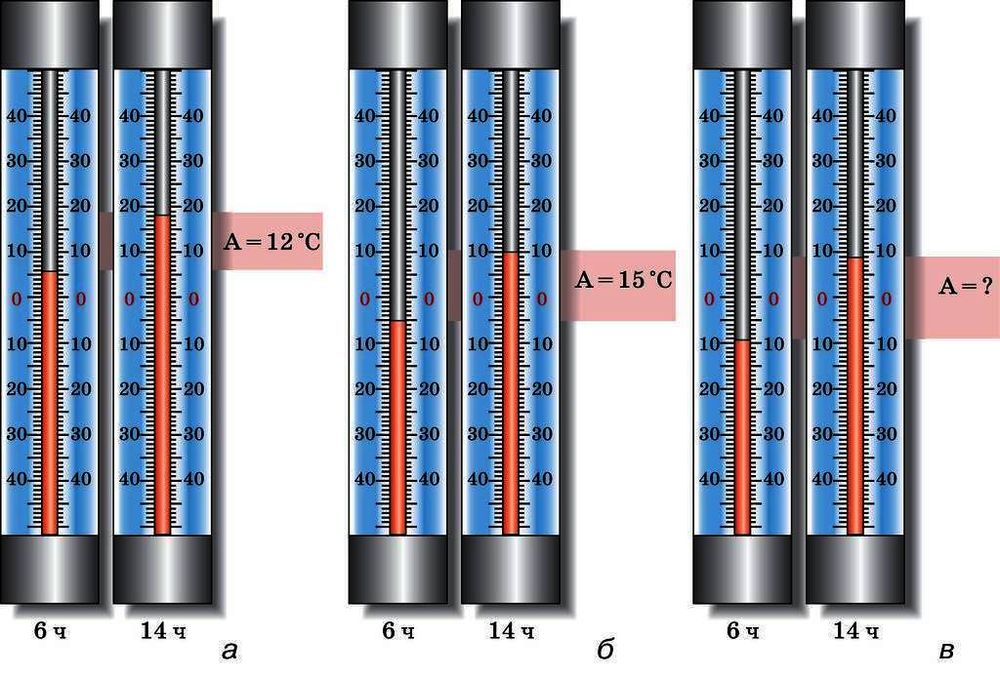 40 40 40 40 40 40 40 40 40 40 40 40
30 30 30 30 30 30 30 30 30 30 30 30
20 20 20 20 20 20 20 20 20 20 20 20
A = 12 °C
10 10 10 10 10 10 10 10 10 10 10 10
A = 15 °C
A = ?
0 0 0 0 0 0 0 0 0 0 0 0
10 10 10 10 10 10 10 10 10 10 10 10
20 20 20 20 20 20 20 20 20 20 20 20
30 30 30 30 30 30 30 30 30 30 30 30
40 40 40 40 40 40 40 40 40 40 40 40
6 ч 14 ч 6 ч 14 ч 6 ч 14 ч
а б в